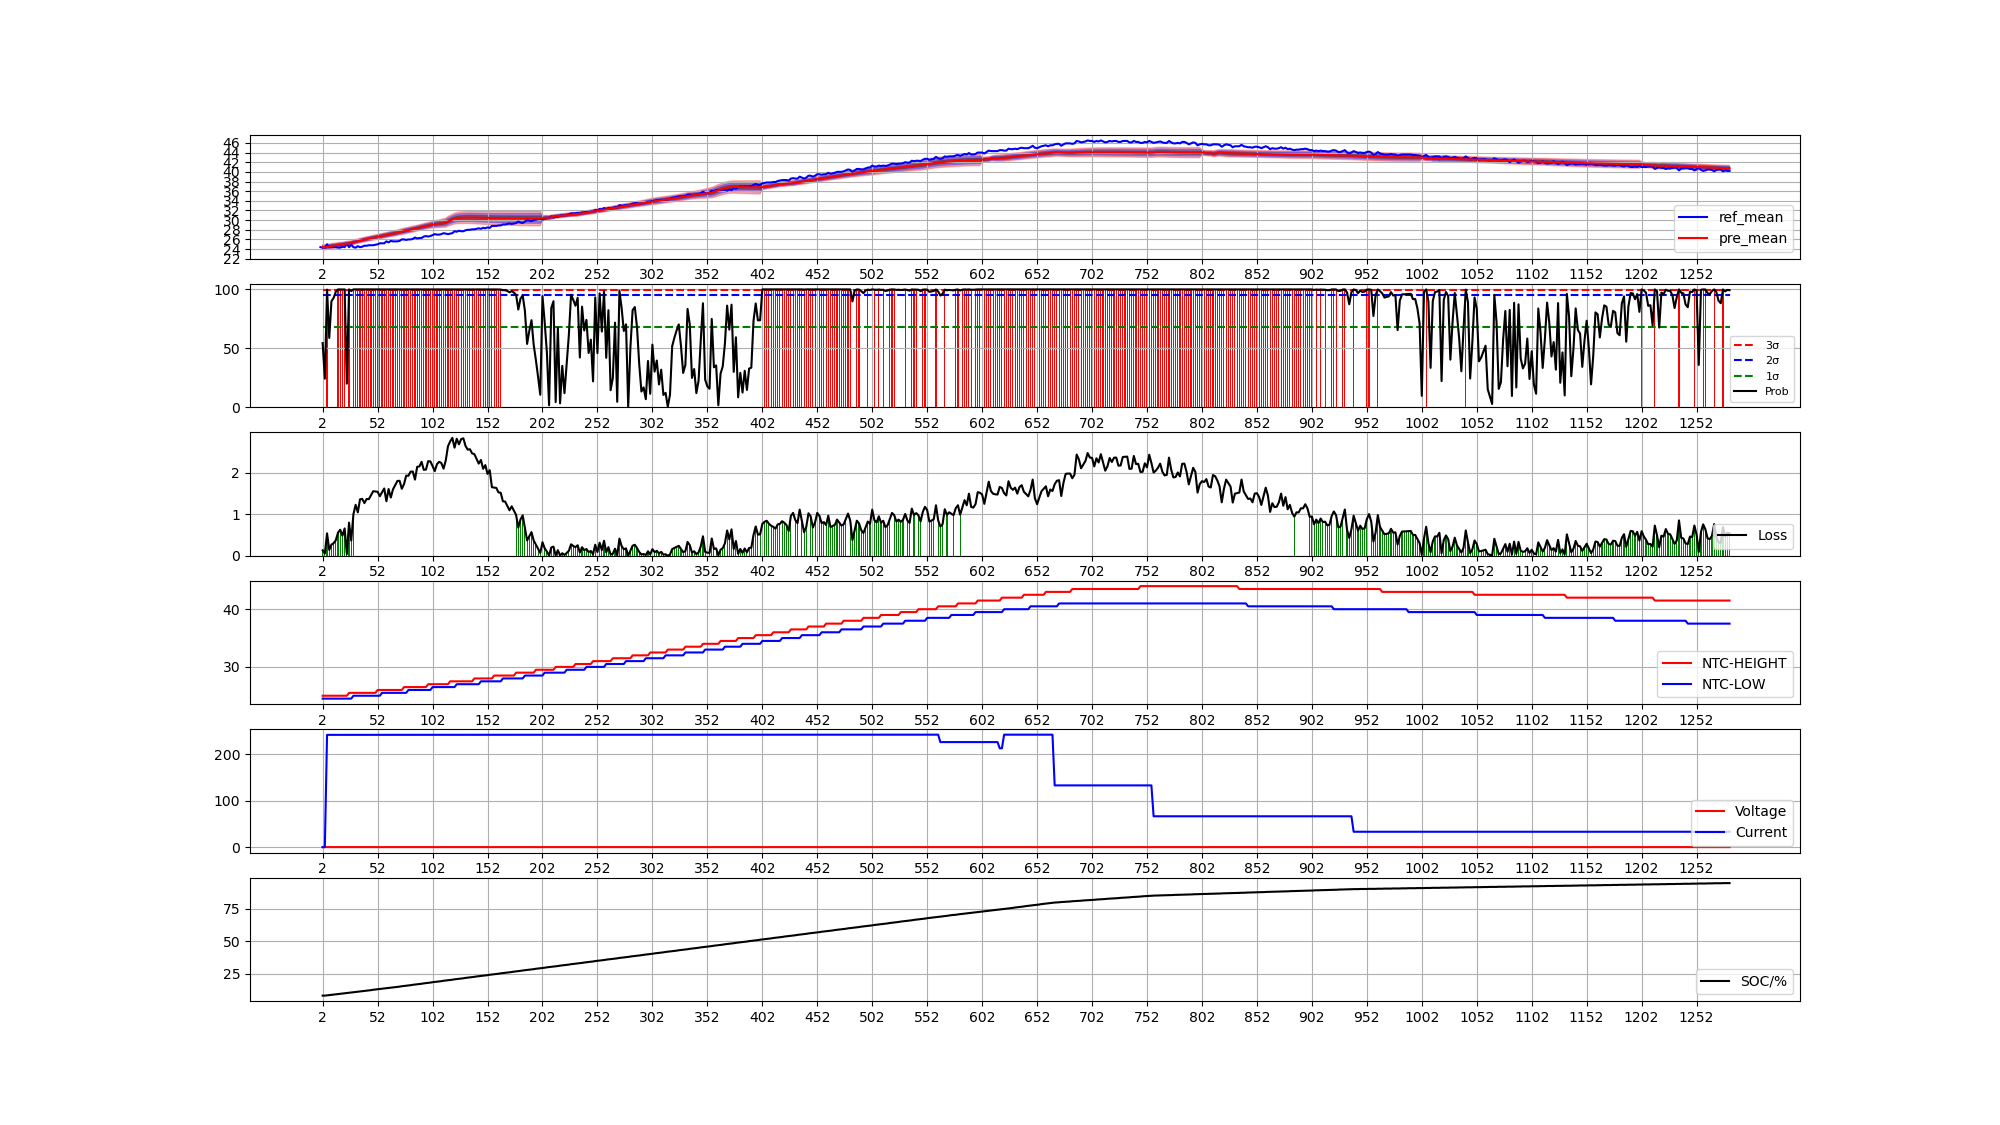 46
44
42
40
38
36
34
32
30
28
26
24
22
ref_mean
pre_mean
2 52 102 152 202 252 302 352 402 452 502 552 602 652 702 752 802 852 902 952 1002 1052 1102 1152 1202 1252
100
50
0
3σ
2σ
1σ
Prob
2 52 102 152 202 252 302 352 402 452 502 552 602 652 702 752 802 852 902 952 1002 1052 1102 1152 1202 1252
2
1
0
Loss
2 52 102 152 202 252 302 352 402 452 502 552 602 652 702 752 802 852 902 952 1002 1052 1102 1152 1202 1252
40
30
NTC-HEIGHT
NTC-LOW
2 52 102 152 202 252 302 352 402 452 502 552 602 652 702 752 802 852 902 952 1002 1052 1102 1152 1202 1252
200
100
0
Voltage
Current
2 52 102 152 202 252 302 352 402 452 502 552 602 652 702 752 802 852 902 952 1002 1052 1102 1152 1202 1252
75
50
25
SOC/%
2 52 102 152 202 252 302 352 402 452 502 552 602 652 702 752 802 852 902 952 1002 1052 1102 1152 1202 1252